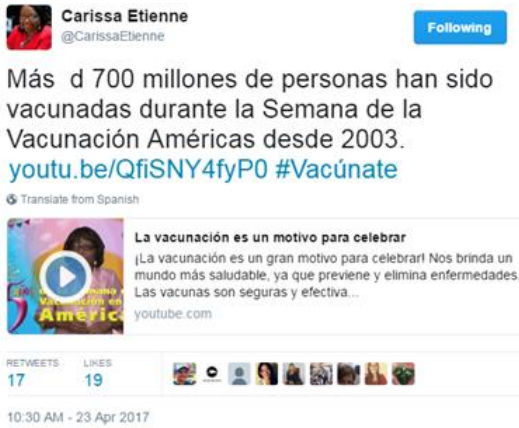 Carissa Etienne
@CarissaEtienne
Following
Más d 700 millones de personas han sido
vacunadas durante la Semana de la
Vacunación Américas desde 2003.
youtu.be/QfiSNY4fyP0 #Vacúnate
Translate from Spanish
La vacunación es un motivo para celebrar
¡La vacunación es un gran motivo para celebrar! Nos brinda un
mundo más saludable, ya que previene y elimina enfermedades.
Las vacunas son seguras y efectiva...
youtube.com
RETWEETS LIKES
17 19
10:30 AM - 23 Apr 2017